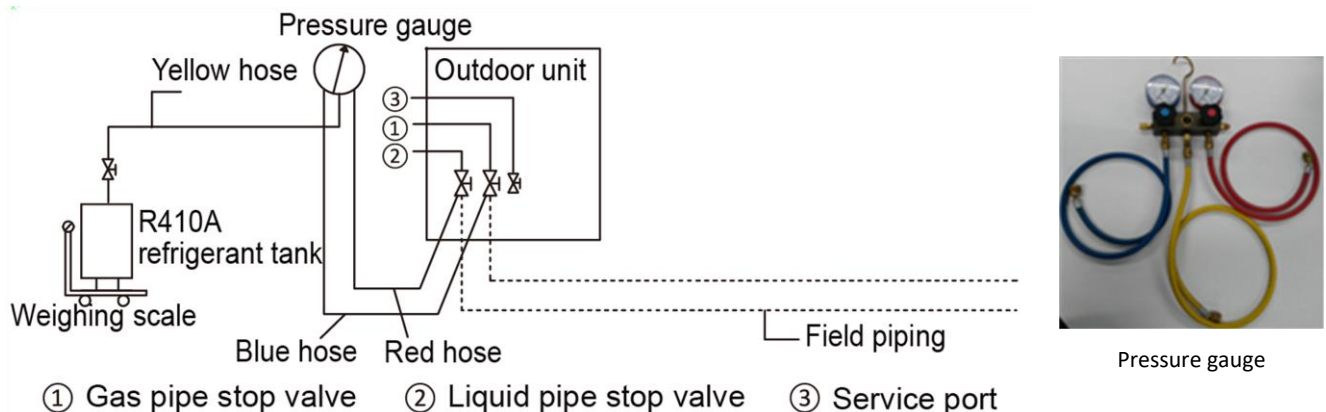 Pressure gauge
Yellow hose
Outdoor unit
③
①
②
R410A
refrigerant tank
Weighing scale
Field piping
Blue hose
Red hose
Pressure gauge
① Gas pipe stop valve
② Liquid pipe stop valve
③ Service port